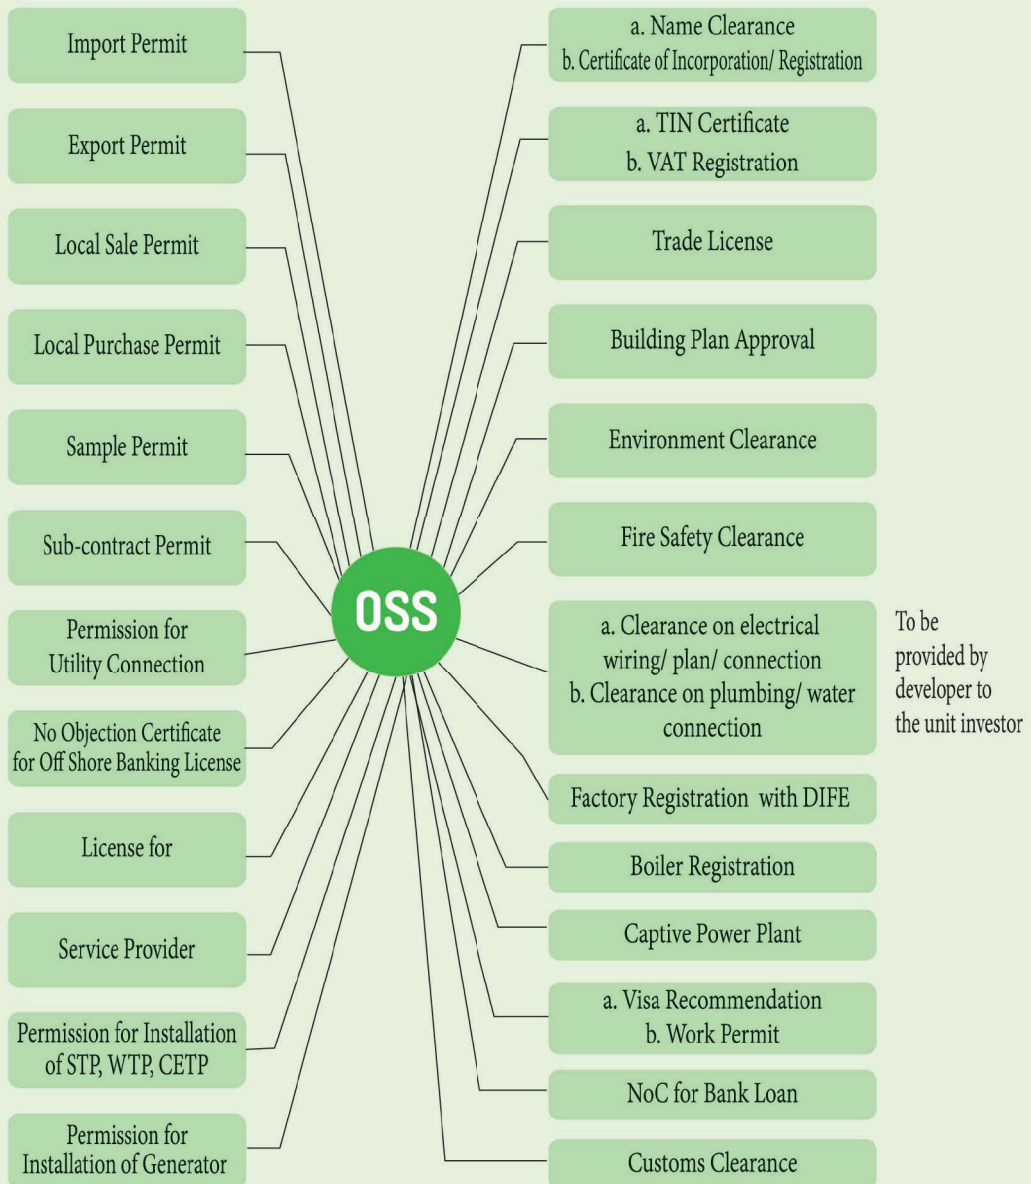 Import Permit
Export Permit
Local Sale Permit
Local Purchase Permit
Sample Permit
Sub-contract Permit
Permission for
Utility Connection
No Objection Certificate
for Off Shore Banking License
License for
Service Provider
Permission for Installation
of STP, WTP, CETP
Permission for
Installation of Generator
OSS
a. Name Clearance
b. Certificate of Incorporation/ Registration
a. TIN Certificate
b. VAT Registration
Trade License
Building Plan Approval
Environment Clearance
Fire Safety Clearance
a. Clearance on electrical
wiring/ plan/ connection
b. Clearance on plumbing/ water
connection
To be
provided by
developer to
the unit investor
Factory Registration with DIFE
Boiler Registration
Captive Power Plant
a. Visa Recommendation
b. Work Permit
NoC for Bank Loan
Customs Clearance